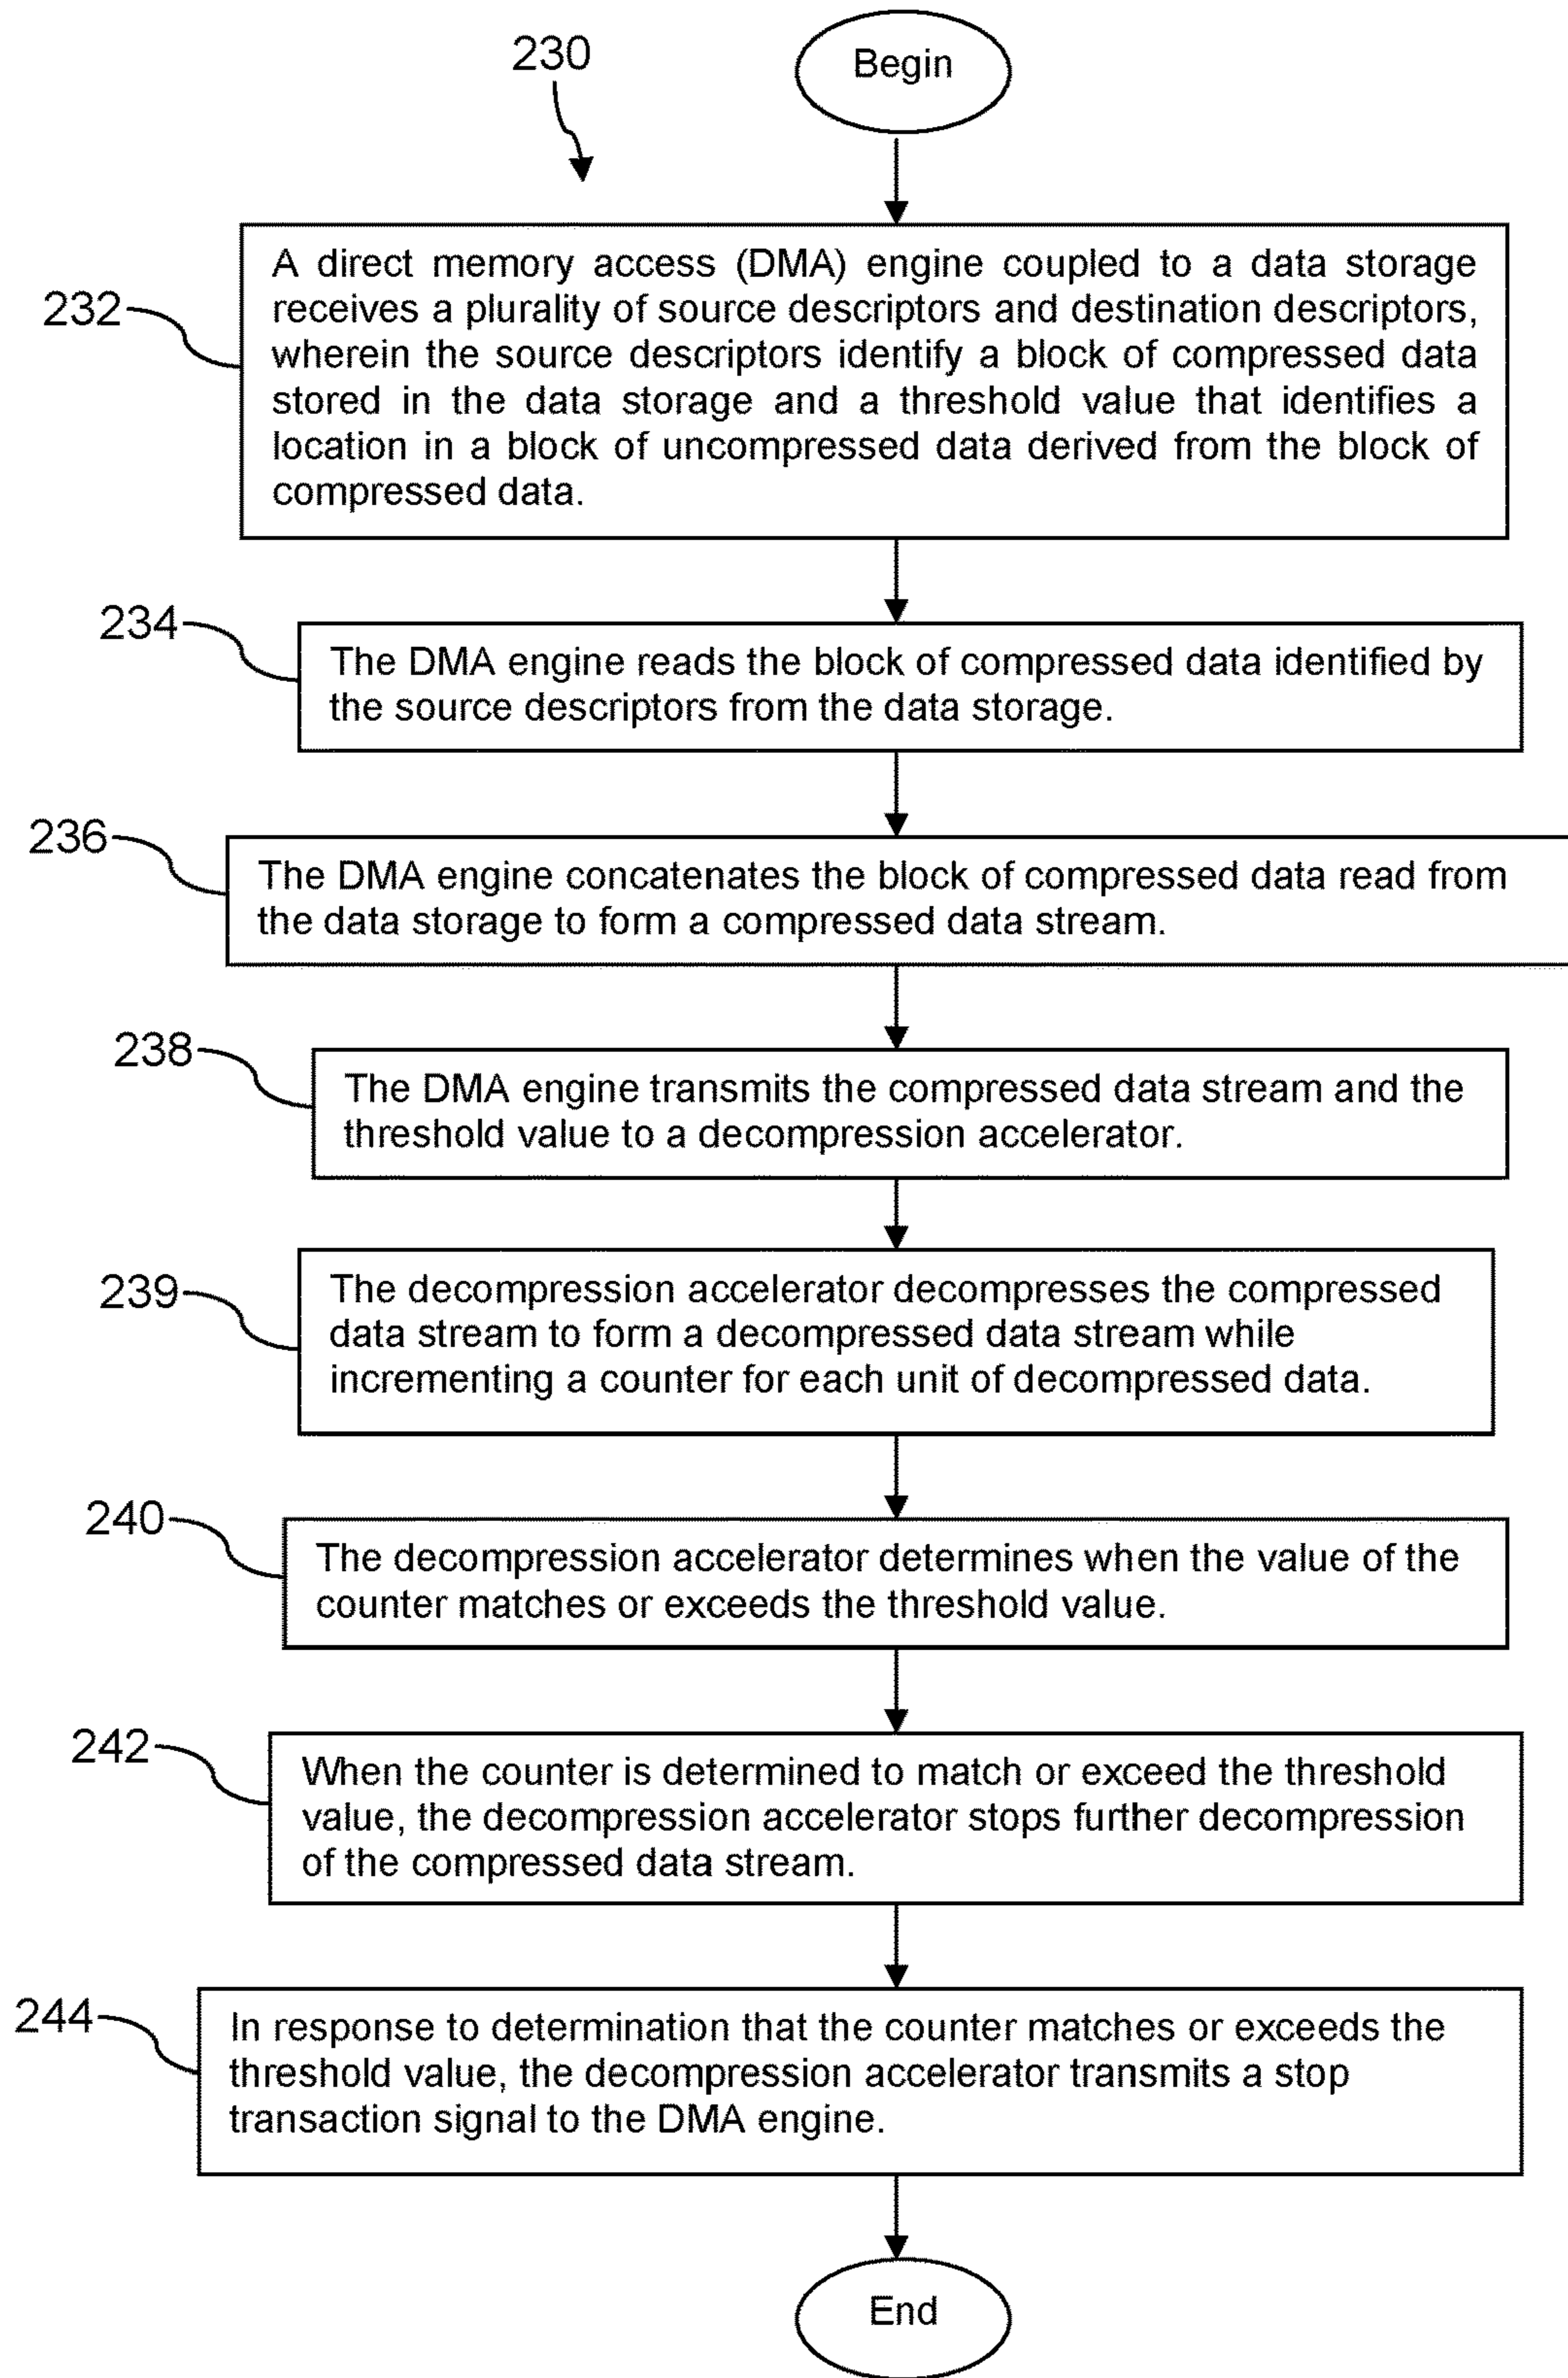 230
Begin
232
A direct memory access (DMA) engine coupled to a data storage
receives a plurality of source descriptors and destination descriptors,
wherein the source descriptors identify a block of compressed data
stored in the data storage and a threshold value that identifies a
location in a block of uncompressed data derived from the block of
compressed data.
234
The DMA engine reads the block of compressed data identified by
the source descriptors from the data storage.
236
The DMA engine concatenates the block of compressed data read from
the data storage to form a compressed data stream.
238
The DMA engine transmits the compressed data stream and the
threshold value to a decompression accelerator.
239
The decompression accelerator decompresses the compressed
data stream to form a decompressed data stream while
incrementing a counter for each unit of decompressed data.
240
The decompression accelerator determines when the value of the
counter matches or exceeds the threshold value.
242
When the counter is determined to match or exceed the threshold
value, the decompression accelerator stops further decompression
of the compressed data stream.
244
In response to determination that the counter matches or exceeds the
threshold value, the decompression accelerator transmits a stop
transaction signal to the DMA engine.
End